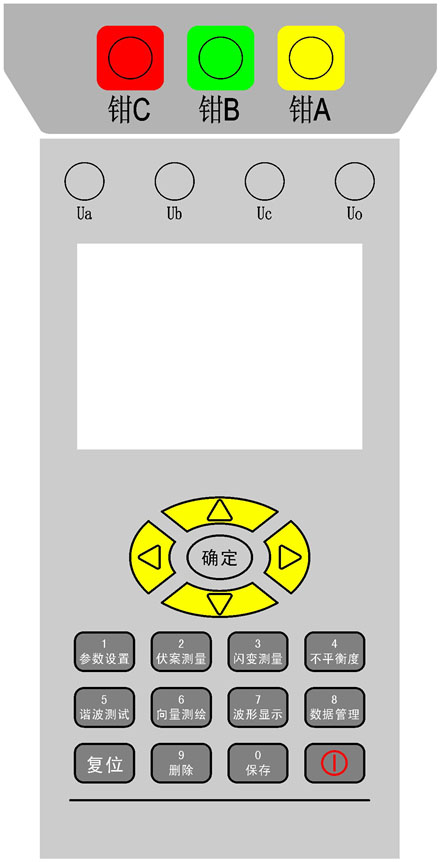 钳C 钳B 钳A
Ua Ub Uc Uo
确定
1 2 3 4
参数设置 伏案测量 闪变测量 不平衡度
5 6 7 8
谐波测试 向量测绘 波形显示 数据管理
复位
9 0
删除 保存